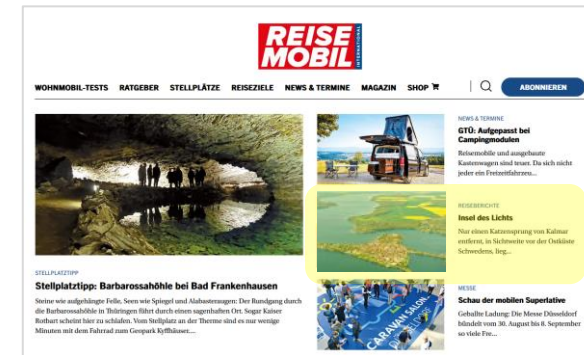 REISE
MOBIL
INTERNATIONAL
WOHNMOBIL-TESTS RATGEBER STELLPLÄTZE REISEZIELE NEWS & TERMINE MAGAZIN SHOP
ABONNIEREN
STELLPLATZTIPP
Stellplatztipp: Barbarossahöhle bei Bad Frankenhausen
Steine wie aufgehängte Felle, Seen wie Spiegel und Alabasteraugen: Der Rundgang durch
die Barbarossahöhle in Thüringen führt durch einen sagenhaften Ort. Sogar Kaiser
Rotbart scheint hier zu schlafen. Vom Stellplatz an der Therme sind es nur wenige
Minuten mit dem Fahrrad zum Geopark Kyffhäuser....
NEWS & TERMINE
GTÜ: Aufgepasst bei
Campingmodulen
Reisemobile und ausgebaute
Kastenwagen sind teuer. Da sich nicht
jeder ein Freizeitfahrzeu...
REISEBERICHTE
Insel des Lichts
Nur einen Katzensprung von Kalmar
entfernt, in Sichtweite vor der Ostküste
Schwedens, lieg...
CARAVAN SALON
MESSE
Schau der mobilen Superlative
Geballte Ladung: Die Messe Düsseldorf
bündelt vom 30. August bis 8. September
so viele Fre...